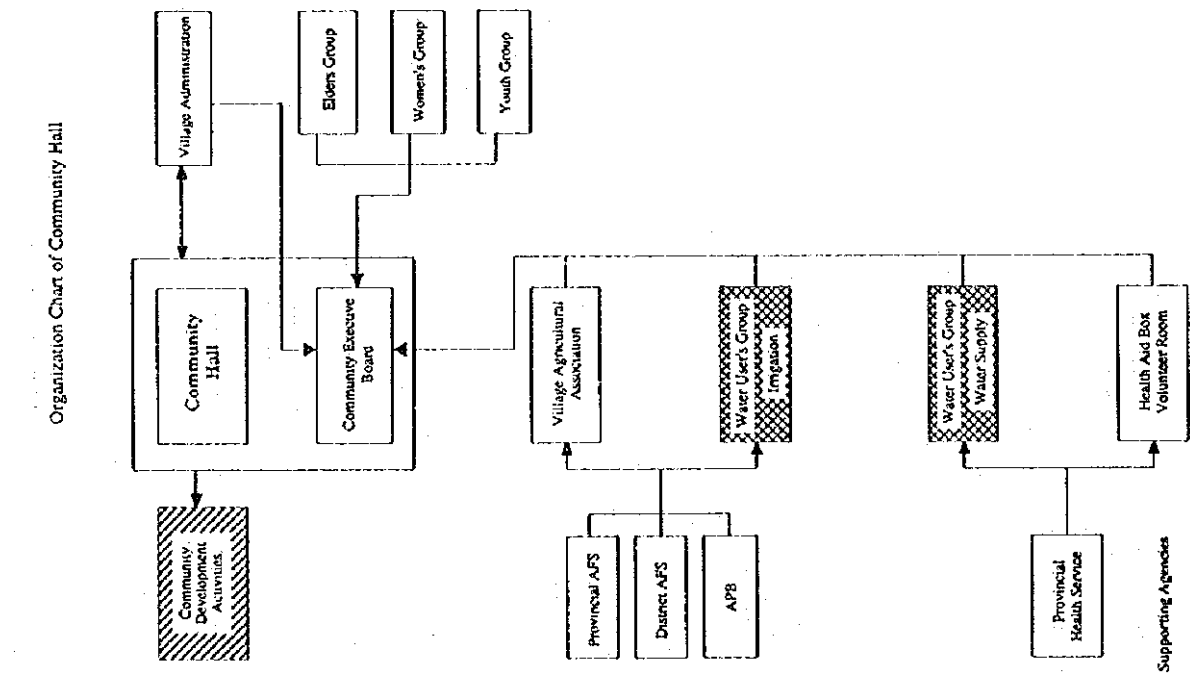 Organization Chart of Community Hall
Village Administration
Elders Group
Women's Group
Youth Group
Community
Hall
Community Executive
Board
Community
Development
Activities
Village Agricultural
Association
Water User's Group
Irrigation
Water User's Group
Water Supply
Health Aid Box
Volunteer Room
Provincial AFS
District AFS
APB
Provincial
Health Service
Supporting Agencies